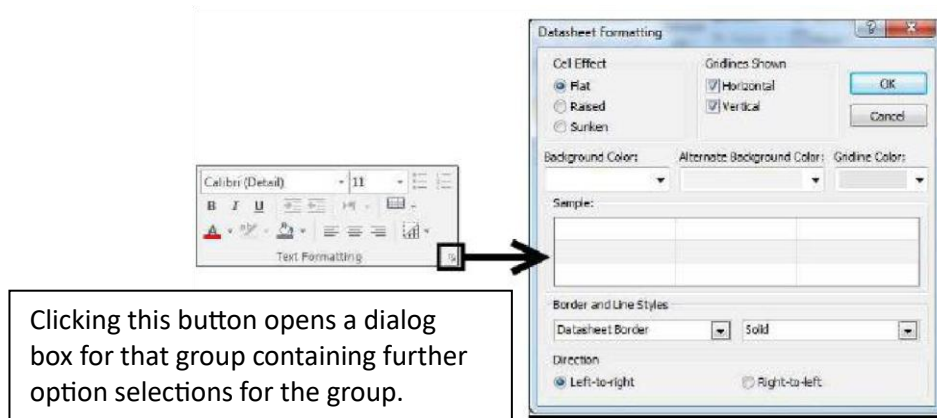 Datasheet Formatting
Cell Effect
Flat
Raised
Sunken
Gridlines Shown
Horizontal
Vertical
OK
Cancel
Background Color:
Alternate Background Color:
Gridline Color:
Sample:
Calibri (Detail)
11
B I U
A
Text Formatting
Border and Line Styles
Datasheet Border
Solid
Direction
Left-to-right
Right-to-left
Clicking this button opens a dialog
box for that group containing further
option selections for the group.